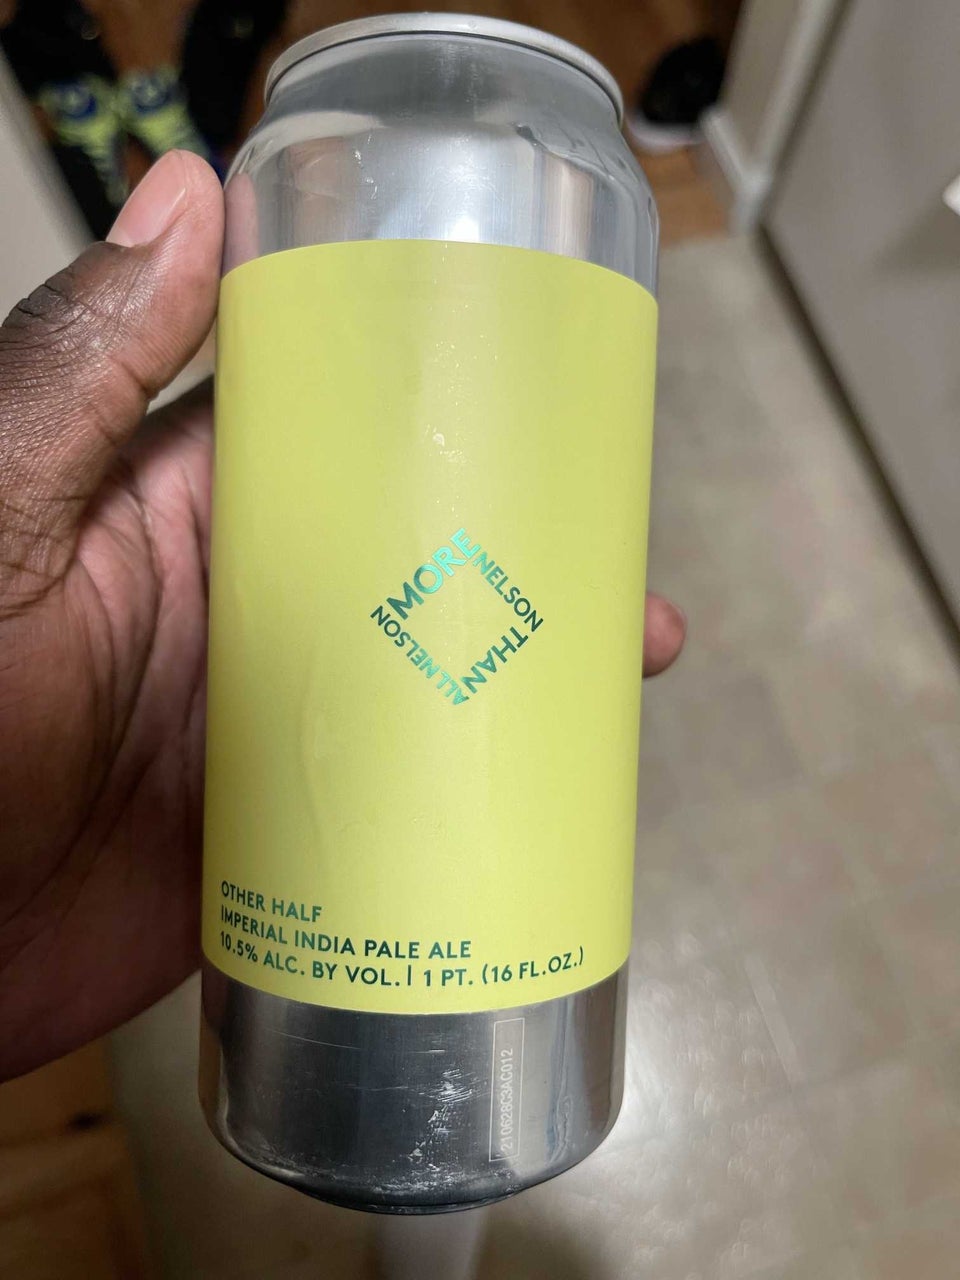 MORE
NELSON
THAN
ALL NELSON
OTHER HALF
IMPERIAL INDIA PALE ALE
10.5% ALC. BY VOL. | 1 PT. (16 FL.OZ.)
210628C3AC012